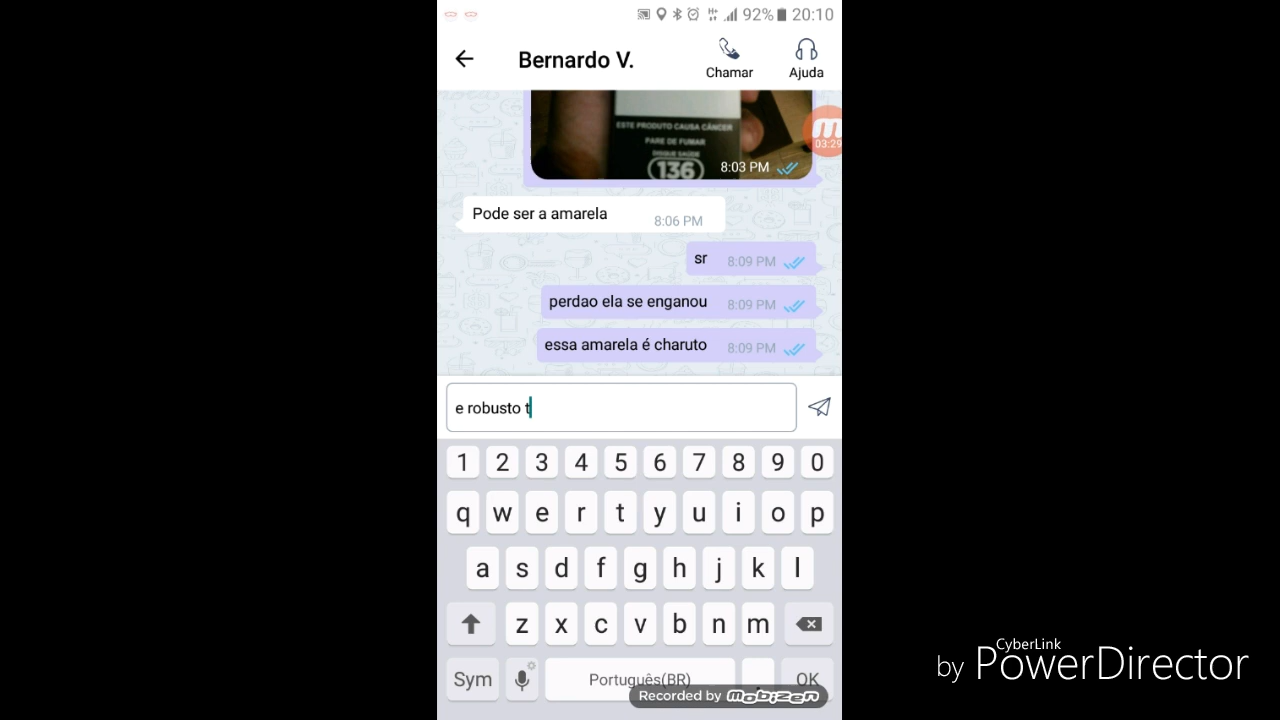 92% 20:10
Bernardo V.
Chamar
Ajuda
ESTE PRODUTO CAUSA CÂNCER
PARE DE FUMAR
DISQUE SAÚDE
136
8:03 PM
03:29
Pode ser a amarela
8:06 PM
sr
8:09 PM
perdao ela se enganou
8:09 PM
essa amarela é charuto
8:09 PM
e robusto t
1 2 3 4 5 6 7 8 9 0
q w e r t y u i o p
a s d f g h j k l
z x c v b n m
Sym Português(BR) OK
Recorded by mobizen
by CyberLink PowerDirector